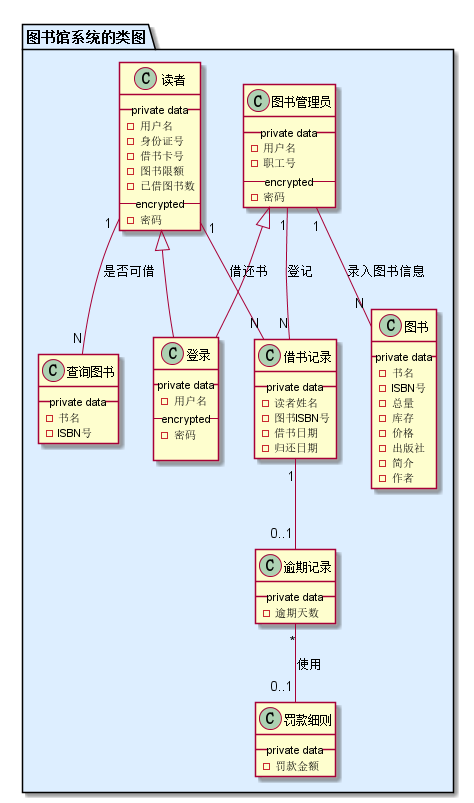 图书馆系统的类图
C 读者
private data
用户名
身份证号
借书卡号
图书限额
已借图书数
encrypted
密码
C 图书管理员
private data
用户名
职工号
encrypted
密码
1
1
1
1
是否可借
借还书
登记
录入图书信息
N
N
N
N
C 查询图书
private data
书名
ISBN号
C 登录
private data
用户名
encrypted
密码
C 借书记录
private data
读者姓名
图书ISBN号
借书日期
归还日期
C 图书
private data
书名
ISBN号
总量
库存
价格
出版社
简介
作者
1
0..1
C 逾期记录
private data
逾期天数
*
使用
0..1
C 罚款细则
private data
罚款金额